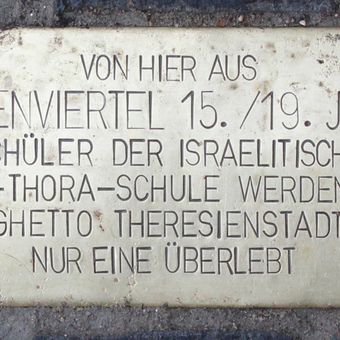 VON HIER AUS
ENVIERTEL 15./19. J
CHÜLER DER ISRAELITISCH
-THORA-SCHULE WERDEN
GHETTO THERESIENSTADT
NUR EINE ÜBERLEBT